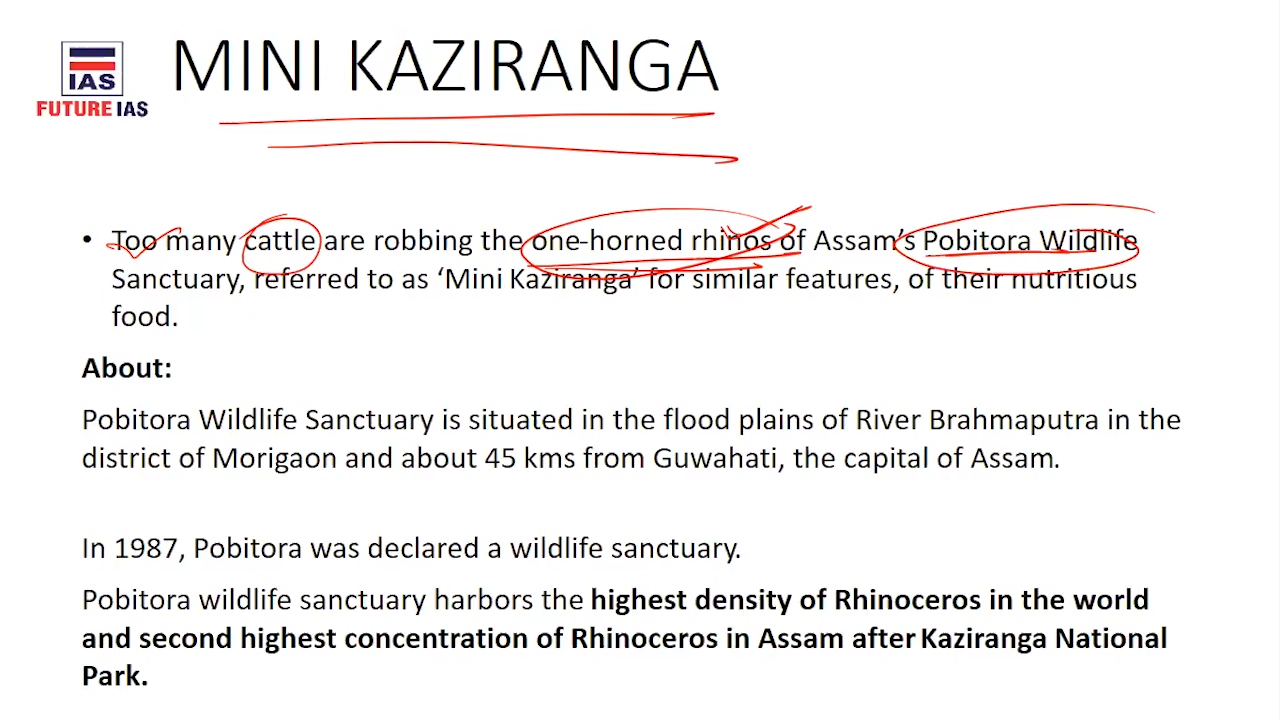 IAS
FUTURE IAS
MINI KAZIRANGA
• Too many cattle are robbing the one-horned rhinos of Assam’s Pobitora Wildlife
Sanctuary, referred to as ‘Mini Kaziranga’ for similar features, of their nutritious
food.
About:
Pobitora Wildlife Sanctuary is situated in the flood plains of River Brahmaputra in the
district of Morigaon and about 45 kms from Guwahati, the capital of Assam.
In 1987, Pobitora was declared a wildlife sanctuary.
Pobitora wildlife sanctuary harbors the highest density of Rhinoceros in the world
and second highest concentration of Rhinoceros in Assam after Kaziranga National
Park.